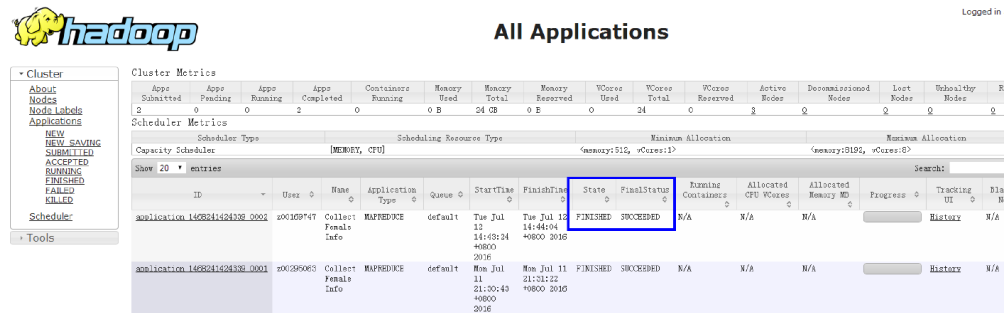 Logged in
hadoop
All Applications
Cluster
About
Nodes
Node Labels
Applications
NEW
NEW_SAVING
SUBMITTED
ACCEPTED
RUNNING
FINISHED
FAILED
KILLED
Scheduler
Tools
Cluster Metrics
Apps Submitted Apps Pending Apps Running Apps Completed Containers Running Memory Used Memory Total Memory Reserved VCores Used VCores Total VCores Reserved Active Nodes Decommissioned Nodes Lost Nodes Unhealthy Nodes R
2 0 0 2 0 0 B 24 GB 0 B 0 24 0 3 0 0 0 0
Scheduler Metrics
Scheduler Type Scheduling Resource Type Minimum Allocation Maximum Allocation
Capacity Scheduler [MEMORY, CPU] <memory:512, vCores:1> <memory:8192, vCores:8>
Show 20 entries Search:
ID User Name Application Type Queue StartTime FinishTime State FinalStatus Running Containers Allocated CPU VCores Allocated Memory MB Progress Tracking UI Bla N
application_1468241424339_0002 z00169747 Collect Female Info MAPREDUCE default Tue Jul 12 14:43:24 +0800 2016 Tue Jul 12 14:44:04 +0800 2016 FINISHED SUCCEEDED N/A N/A N/A History N/A
application_1468241424339_0001 z00295063 Collect Female Info MAPREDUCE default Mon Jul 11 21:30:43 +0800 2016 Mon Jul 11 21:31:22 +0800 2016 FINISHED SUCCEEDED N/A N/A N/A History N/A